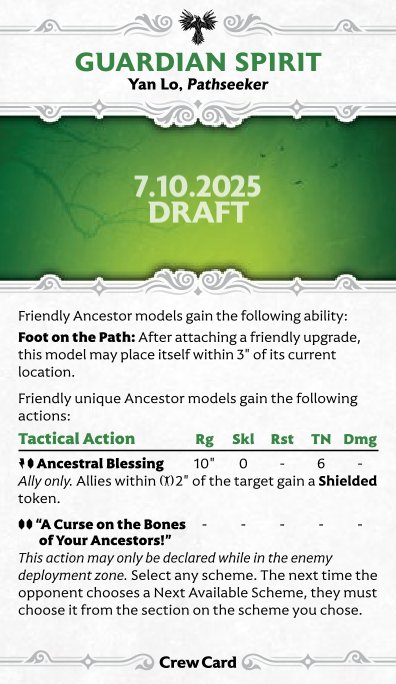 GUARDIAN SPIRIT
Yan Lo, Pathseeker
7.10.2025
DRAFT
Friendly Ancestor models gain the following ability:
Foot on the Path: After attaching a friendly upgrade,
this model may place itself within 3" of its current
location.
Friendly unique Ancestor models gain the following
actions:
Tactical Action Rg Skl Rst TN Dmg
Ancestral Blessing 10" 0 - 6 -
Ally only. Allies within 2" of the target gain a Shielded
token.
“A Curse on the Bones - - - - -
of Your Ancestors!”
This action may only be declared while in the enemy
deployment zone. Select any scheme. The next time the
opponent chooses a Next Available Scheme, they must
choose it from the section on the scheme you chose.
Crew Card